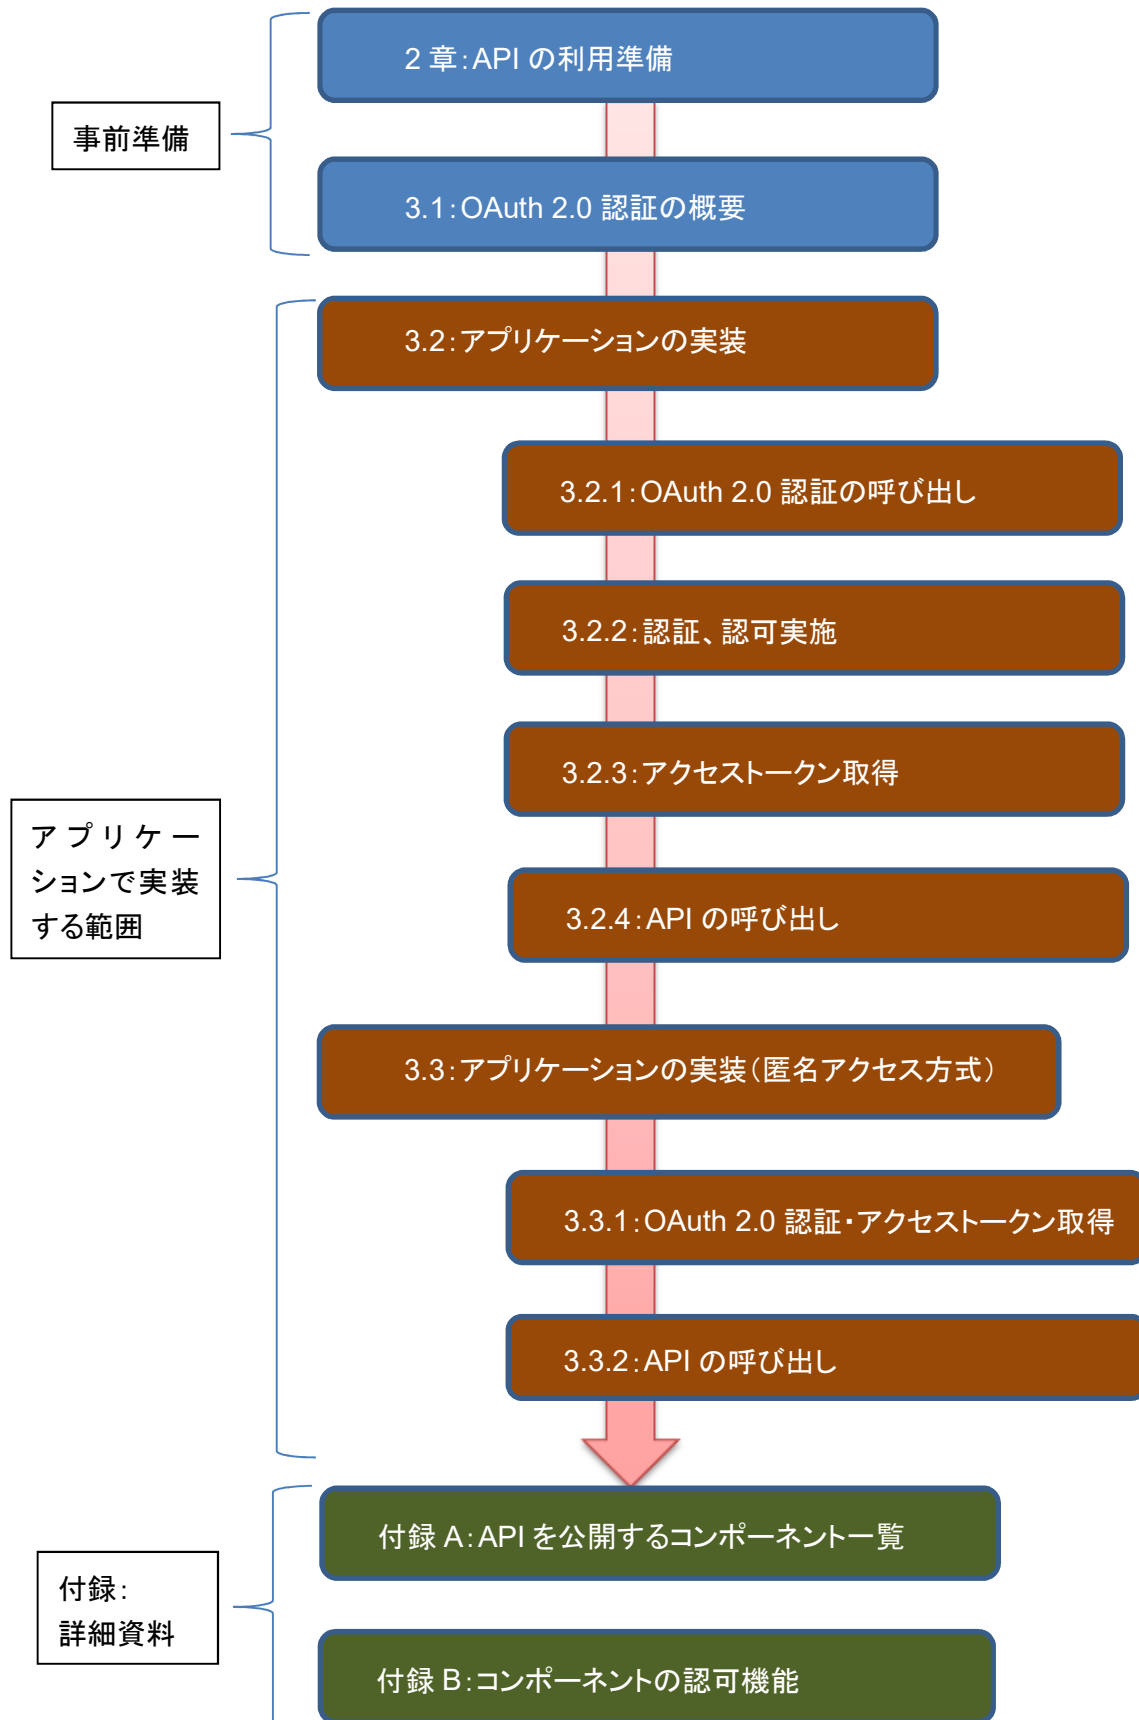 2 章：API の利用準備
事前準備
3.1：OAuth 2.0 認証の概要
3.2：アプリケーションの実装
3.2.1：OAuth 2.0 認証の呼び出し
3.2.2：認証、認可実施
3.2.3：アクセストークン取得
アプリケー
ションで実装
する範囲
3.2.4：API の呼び出し
3.3：アプリケーションの実装（匿名アクセス方式）
3.3.1：OAuth 2.0 認証・アクセストークン取得
3.3.2：API の呼び出し
付録 A：API を公開するコンポーネント一覧
付録：
詳細資料
付録 B：コンポーネントの認可機能